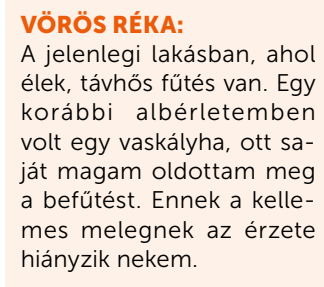 VÖRÖS RÉKA:
A jelenlegi lakásban, ahol
élek, távhős fűtés van. Egy
korábbi albérletemben
volt egy vaskályha, ott sa-
ját magam oldottam meg
a befűtést. Ennek a kelle-
mes melegnek az érzete
hiányzik nekem.